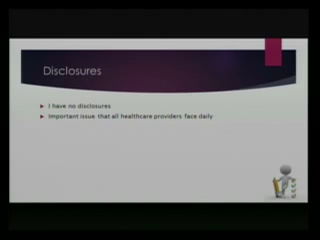 Disclosures
I have no disclosures
Important issue that all healthcare providers face daily